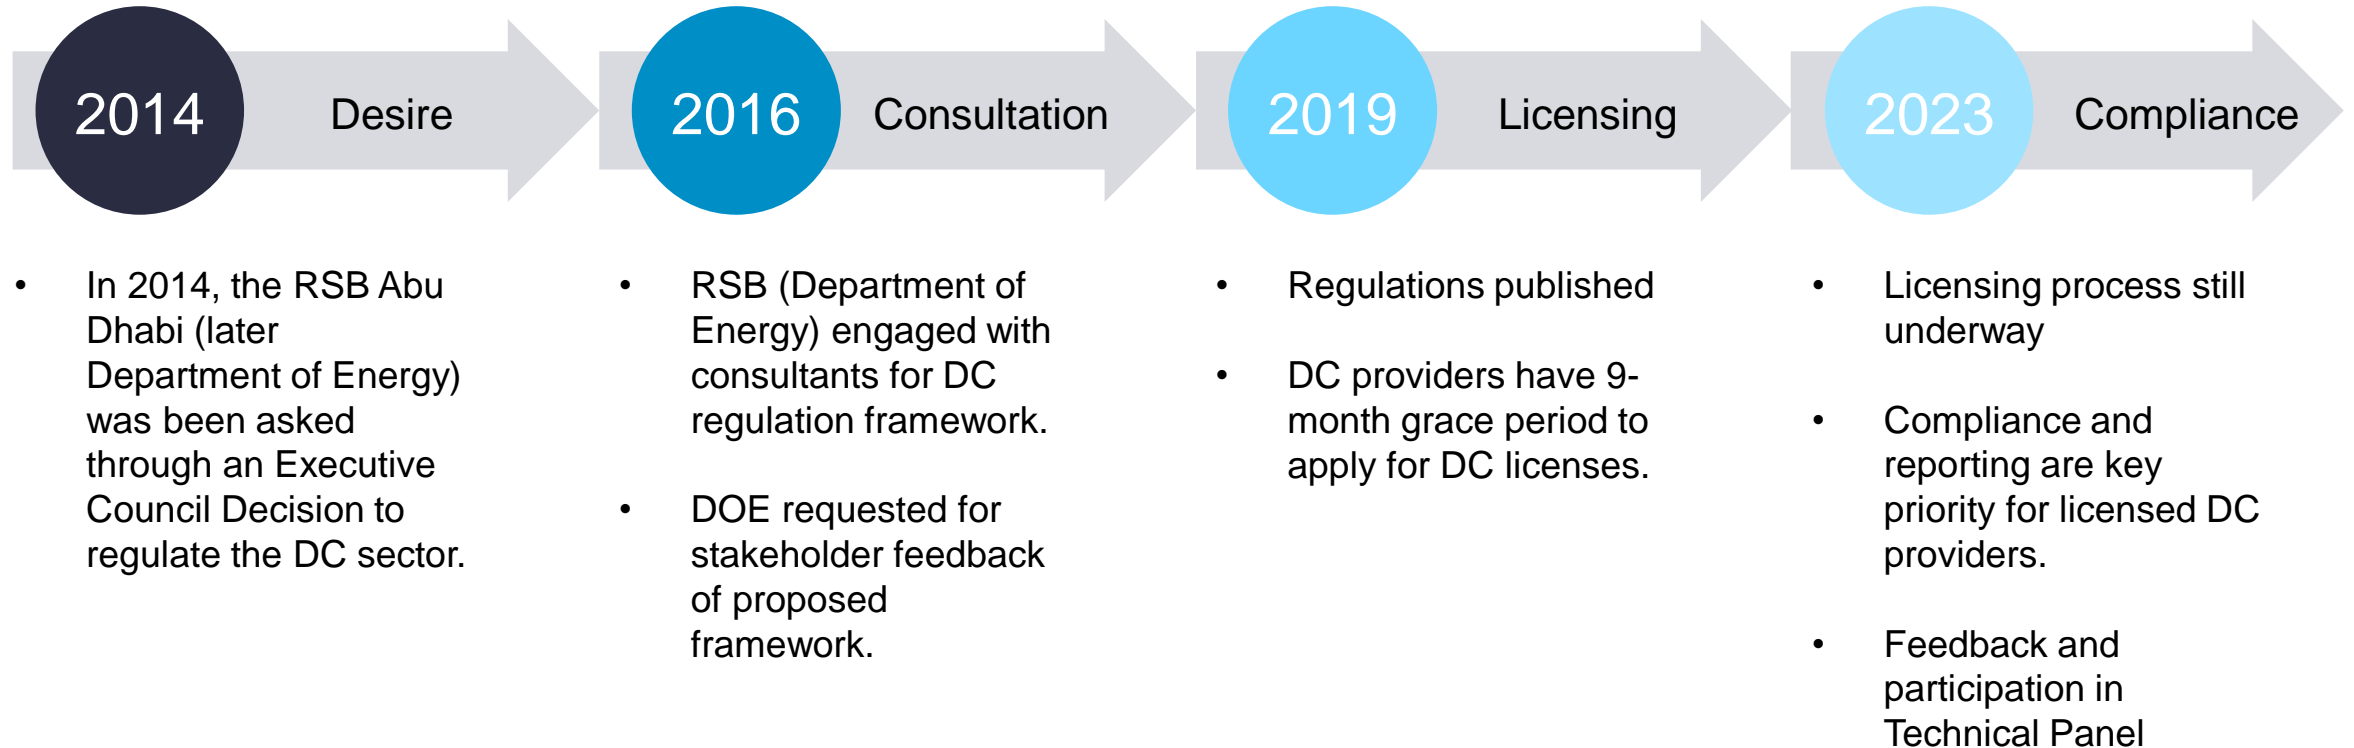 2014
Desire
2016
Consultation
2019
Licensing
2023
Compliance
• In 2014, the RSB Abu
Dhabi (later
Department of Energy)
was been asked
through an Executive
Council Decision to
regulate the DC sector.
• RSB (Department of
Energy) engaged with
consultants for DC
regulation framework.
• DOE requested for
stakeholder feedback
of proposed
framework.
• Regulations published
• DC providers have 9-
month grace period to
apply for DC licenses.
• Licensing process still
underway
• Compliance and
reporting are key
priority for licensed DC
providers.
• Feedback and
participation in
Technical Panel